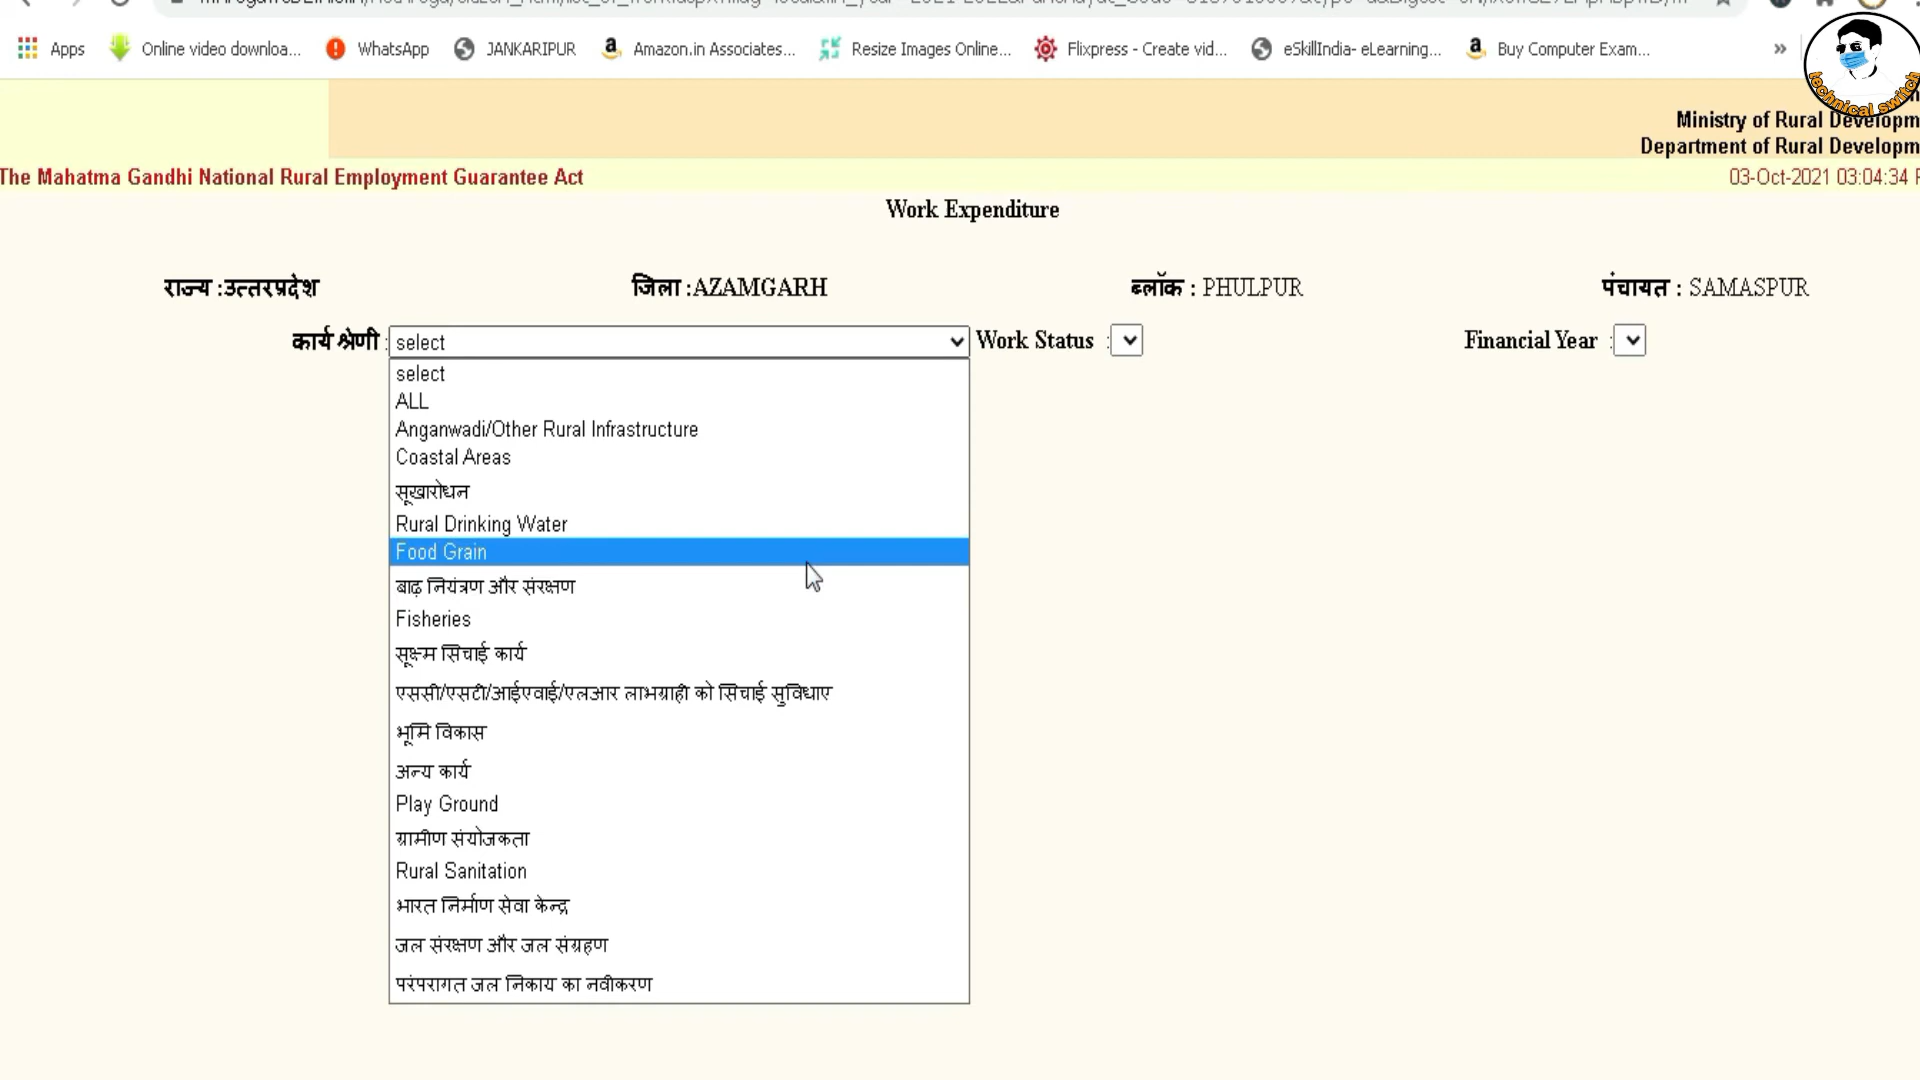 Apps Online video downloa... WhatsApp JANKARIPUR Amazon.in Associates... Resize Images Online... Flixpress - Create vid... eSkillIndia- eLearning... Buy Computer Exam... »
technical switch
Ministry of Rural Developm
Department of Rural Developm
The Mahatma Gandhi National Rural Employment Guarantee Act 03-Oct-2021 03:04:34 P
Work Expenditure
राज्य :उत्तरप्रदेश जिला :AZAMGARH ब्लॉक : PHULPUR पंचायत : SAMASPUR
कार्य श्रेणी : select Work Status : Financial Year :
select
ALL
Anganwadi/Other Rural Infrastructure
Coastal Areas
सूखारोधन
Rural Drinking Water
Food Grain
बाढ़ नियंत्रण और संरक्षण
Fisheries
सूक्ष्म सिचाई कार्य
एससी/एसटी/आईएवाई/एलआर लाभग्राही को सिचाई सुविधाए
भूमि विकास
अन्य कार्य
Play Ground
ग्रामीण संयोजकता
Rural Sanitation
भारत निर्माण सेवा केन्द्र
जल संरक्षण और जल संग्रहण
परंपरागत जल निकाय का नवीकरण